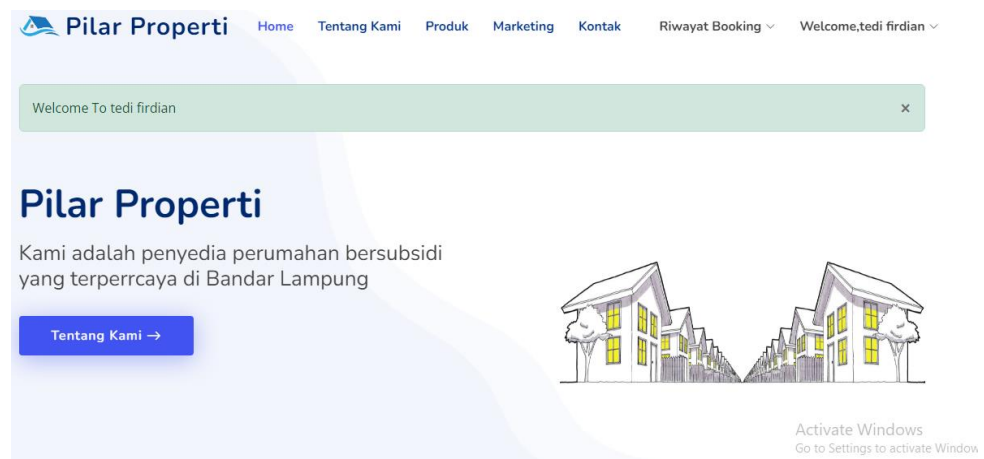 Pilar Properti Home Tentang Kami Produk Marketing Kontak Riwayat Booking Welcome,tedi firdian
Welcome To tedi firdian ×
Pilar Properti
Kami adalah penyedia perumahan bersubsidi
yang terperrcaya di Bandar Lampung
Tentang Kami →
Activate Windows
Go to Settings to activate Window